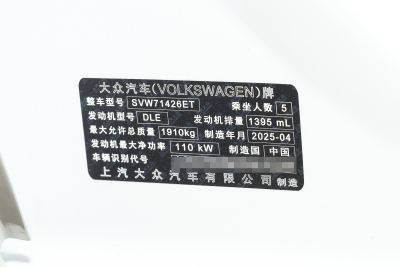 大众汽车(VOLKSWAGEN)牌
整车型号 SVW71426ET 乘坐人数 5
发动机型号 DLE 发动机排量 1395 mL
最大允许总质量 1910kg 制造年月 2025-04
发动机最大净功率 110 kW 制造国 中国
车辆识别代号
上汽大众汽车有限公司 制造